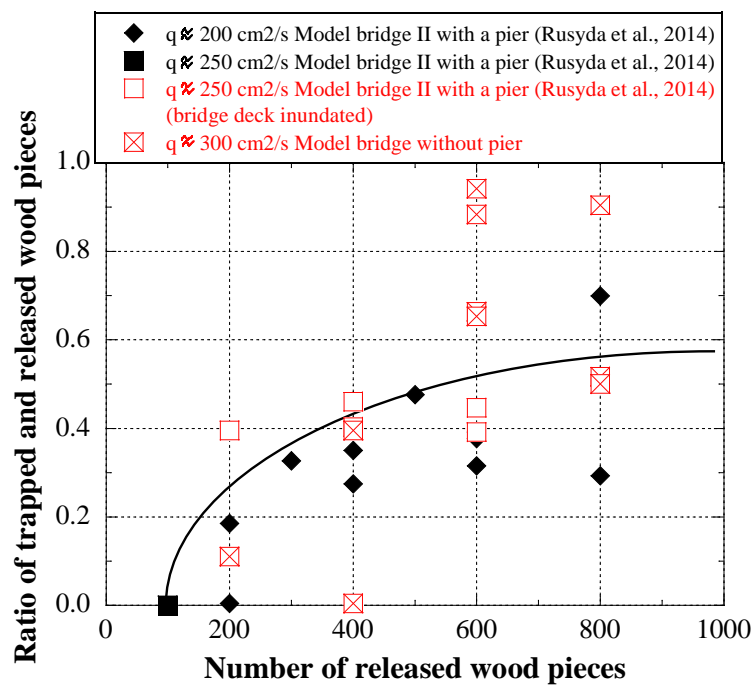 q≈ 200 cm2/s Model bridge II with a pier (Rusyda et al., 2014)
q≈ 250 cm2/s Model bridge II with a pier (Rusyda et al., 2014)
q≈ 250 cm2/s Model bridge II with a pier (Rusyda et al., 2014)
(bridge deck inundated)
q≈ 300 cm2/s Model bridge without pier
Ratio of trapped and released wood pieces
1.0
0.8
0.6
0.4
0.2
0.0
0 200 400 600 800 1000
Number of released wood pieces